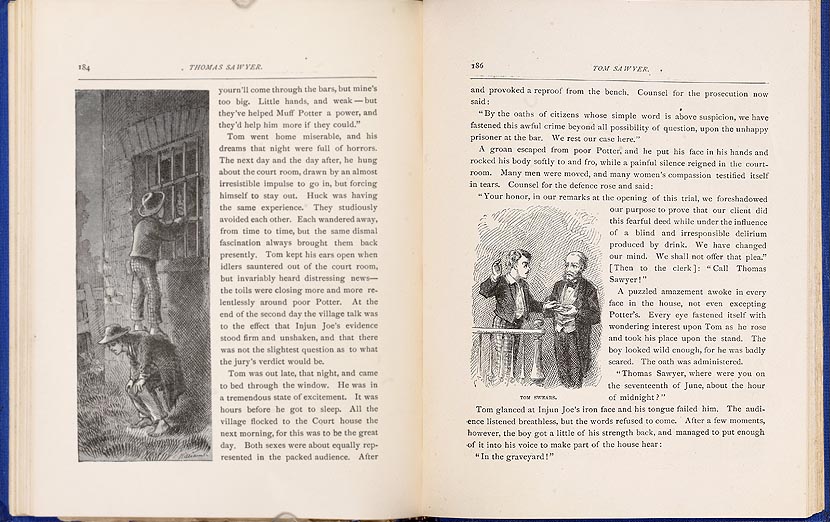 184
THOMAS SAWYER.
yourn'll come through the bars, but mine's
too big. Little hands, and weak — but
they've helped Muff Potter a power, and
they'd help him more if they could."
Tom went home miserable, and his
dreams that night were full of horrors.
The next day and the day after, he hung
about the court room, drawn by an almost
irresistible impulse to go in, but forcing
himself to stay out. Huck was having
the same experience. They studiously
avoided each other. Each wandered away,
from time to time, but the same dismal
fascination always brought them back
presently. Tom kept his ears open when
idlers sauntered out of the court room,
but invariably heard distressing news—
the toils were closing more and more re-
lentlessly around poor Potter. At the
end of the second day the village talk was
to the effect that Injun Joe's evidence
stood firm and unshaken, and that there
was not the slightest question as to what
the jury's verdict would be.
Tom was out late, that night, and came
to bed through the window. He was in
a tremendous state of excitement. It was
hours before he got to sleep. All the
village flocked to the Court house the
next morning, for this was to be the great
day. Both sexes were about equally rep-
resented in the packed audience. After
186
TOM SAWYER.
and provoked a reproof from the bench. Counsel for the prosecution now
said:
"By the oaths of citizens whose simple word is above suspicion, we have
fastened this awful crime beyond all possibility of question, upon the unhappy
prisoner at the bar. We rest our case here."
A groan escaped from poor Potter, and he put his face in his hands and
rocked his body softly to and fro, while a painful silence reigned in the court-
room. Many men were moved, and many women's compassion testified itself
in tears. Counsel for the defence rose and said:
"Your honor, in our remarks at the opening of this trial, we foreshadowed
our purpose to prove that our client did
this fearful deed while under the influence
of a blind and irresponsible delirium
produced by drink. We have changed
our mind. We shall not offer that plea."
[Then to the clerk]: "Call Thomas
Sawyer!"
A puzzled amazement awoke in every
face in the house, not even excepting
Potter's. Every eye fastened itself with
wondering interest upon Tom as he rose
and took his place upon the stand. The
boy looked wild enough, for he was badly
scared. The oath was administered.
"Thomas Sawyer, where were you on
the seventeenth of June, about the hour
of midnight?"
TOM SWEARS.
Tom glanced at Injun Joe's iron face and his tongue failed him. The audi-
ence listened breathless, but the words refused to come. After a few moments,
however, the boy got a little of his strength back, and managed to put enough
of it into his voice to make part of the house hear:
"In the graveyard!"